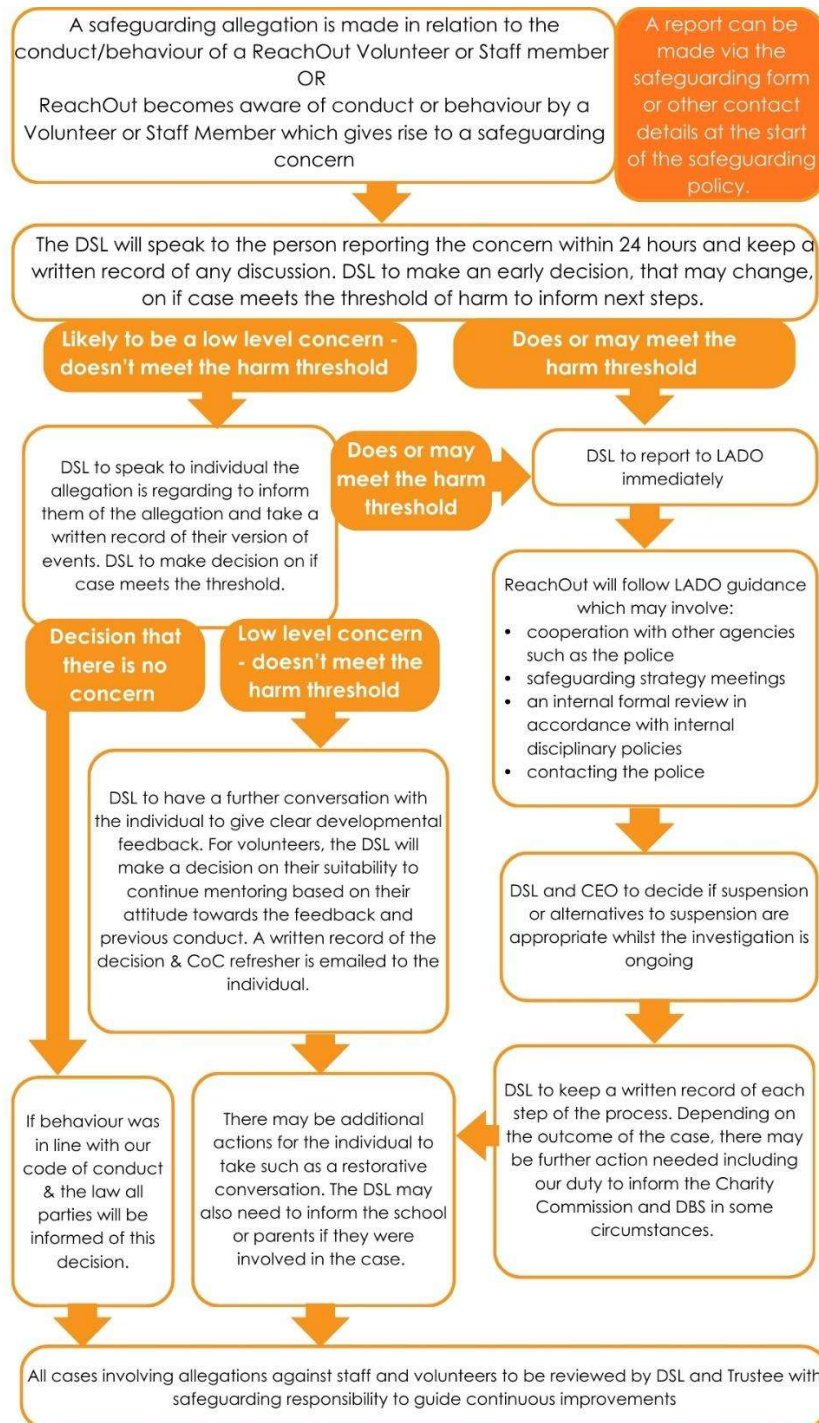 A safeguarding allegation is made in relation to the
conduct/behaviour of a ReachOut Volunteer or Staff member
OR
ReachOut becomes aware of conduct or behaviour by a
Volunteer or Staff Member which gives rise to a safeguarding
concern
A report can be
made via the
safeguarding form
or other contact
details at the start
of the safeguarding
policy.
The DSL will speak to the person reporting the concern within 24 hours and keep a
written record of any discussion. DSL to make an early decision, that may change,
on if case meets the threshold of harm to inform next steps.
Likely to be a low level concern -
doesn't meet the harm threshold
Does or may meet the
harm threshold
DSL to speak to individual the
allegation is regarding to inform
them of the allegation and take a
written record of their version of
events. DSL to make decision on if
case meets the threshold.
Does or may
meet the harm
threshold
DSL to report to LADO
immediately
ReachOut will follow LADO guidance
which may involve:
• cooperation with other agencies
such as the police
• safeguarding strategy meetings
• an internal formal review in
accordance with internal
disciplinary policies
• contacting the police
Decision that
there is no
concern
Low level concern
- doesn't meet the
harm threshold
DSL to have a further conversation with
the individual to give clear developmental
feedback. For volunteers, the DSL will
make a decision on their suitability to
continue mentoring based on their
attitude towards the feedback and
previous conduct. A written record of the
decision & CoC refresher is emailed to the
individual.
DSL and CEO to decide if suspension
or alternatives to suspension are
appropriate whilst the investigation is
ongoing
If behaviour was
in line with our
code of conduct
& the law all
parties will be
informed of this
decision.
There may be additional
actions for the individual to
take such as a restorative
conversation. The DSL may
also need to inform the school
or parents if they were
involved in the case.
DSL to keep a written record of each
step of the process. Depending on
the outcome of the case, there may
be further action needed including
our duty to inform the Charity
Commission and DBS in some
circumstances.
All cases involving allegations against staff and volunteers to be reviewed by DSL and Trustee with
safeguarding responsibility to guide continuous improvements